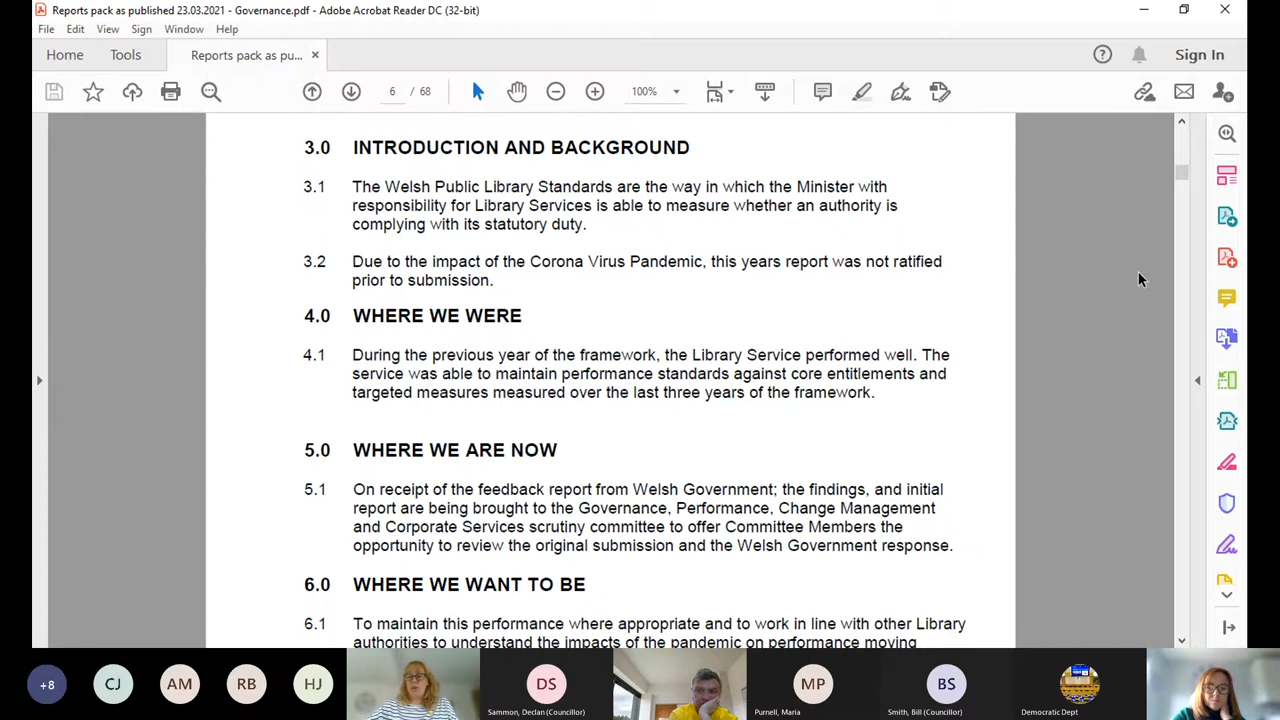 Reports pack as published 23.03.2021 - Governance.pdf - Adobe Acrobat Reader DC (32-bit)
File Edit View Sign Window Help
Home Tools Reports pack as pu... × Sign In
6 / 68 100%
3.0 INTRODUCTION AND BACKGROUND
3.1 The Welsh Public Library Standards are the way in which the Minister with
responsibility for Library Services is able to measure whether an authority is
complying with its statutory duty.
3.2 Due to the impact of the Corona Virus Pandemic, this years report was not ratified
prior to submission.
4.0 WHERE WE WERE
4.1 During the previous year of the framework, the Library Service performed well. The
service was able to maintain performance standards against core entitlements and
targeted measures measured over the last three years of the framework.
5.0 WHERE WE ARE NOW
5.1 On receipt of the feedback report from Welsh Government; the findings, and initial
report are being brought to the Governance, Performance, Change Management
and Corporate Services scrutiny committee to offer Committee Members the
opportunity to review the original submission and the Welsh Government response.
6.0 WHERE WE WANT TO BE
6.1 To maintain this performance where appropriate and to work in line with other Library
authorities to understand the impacts of the pandemic on performance moving
+8 CJ AM RB HJ DS MP BS
Sammon, Declan (Councillor) Purnell, Maria Smith, Bill (Councillor) Democratic Dept